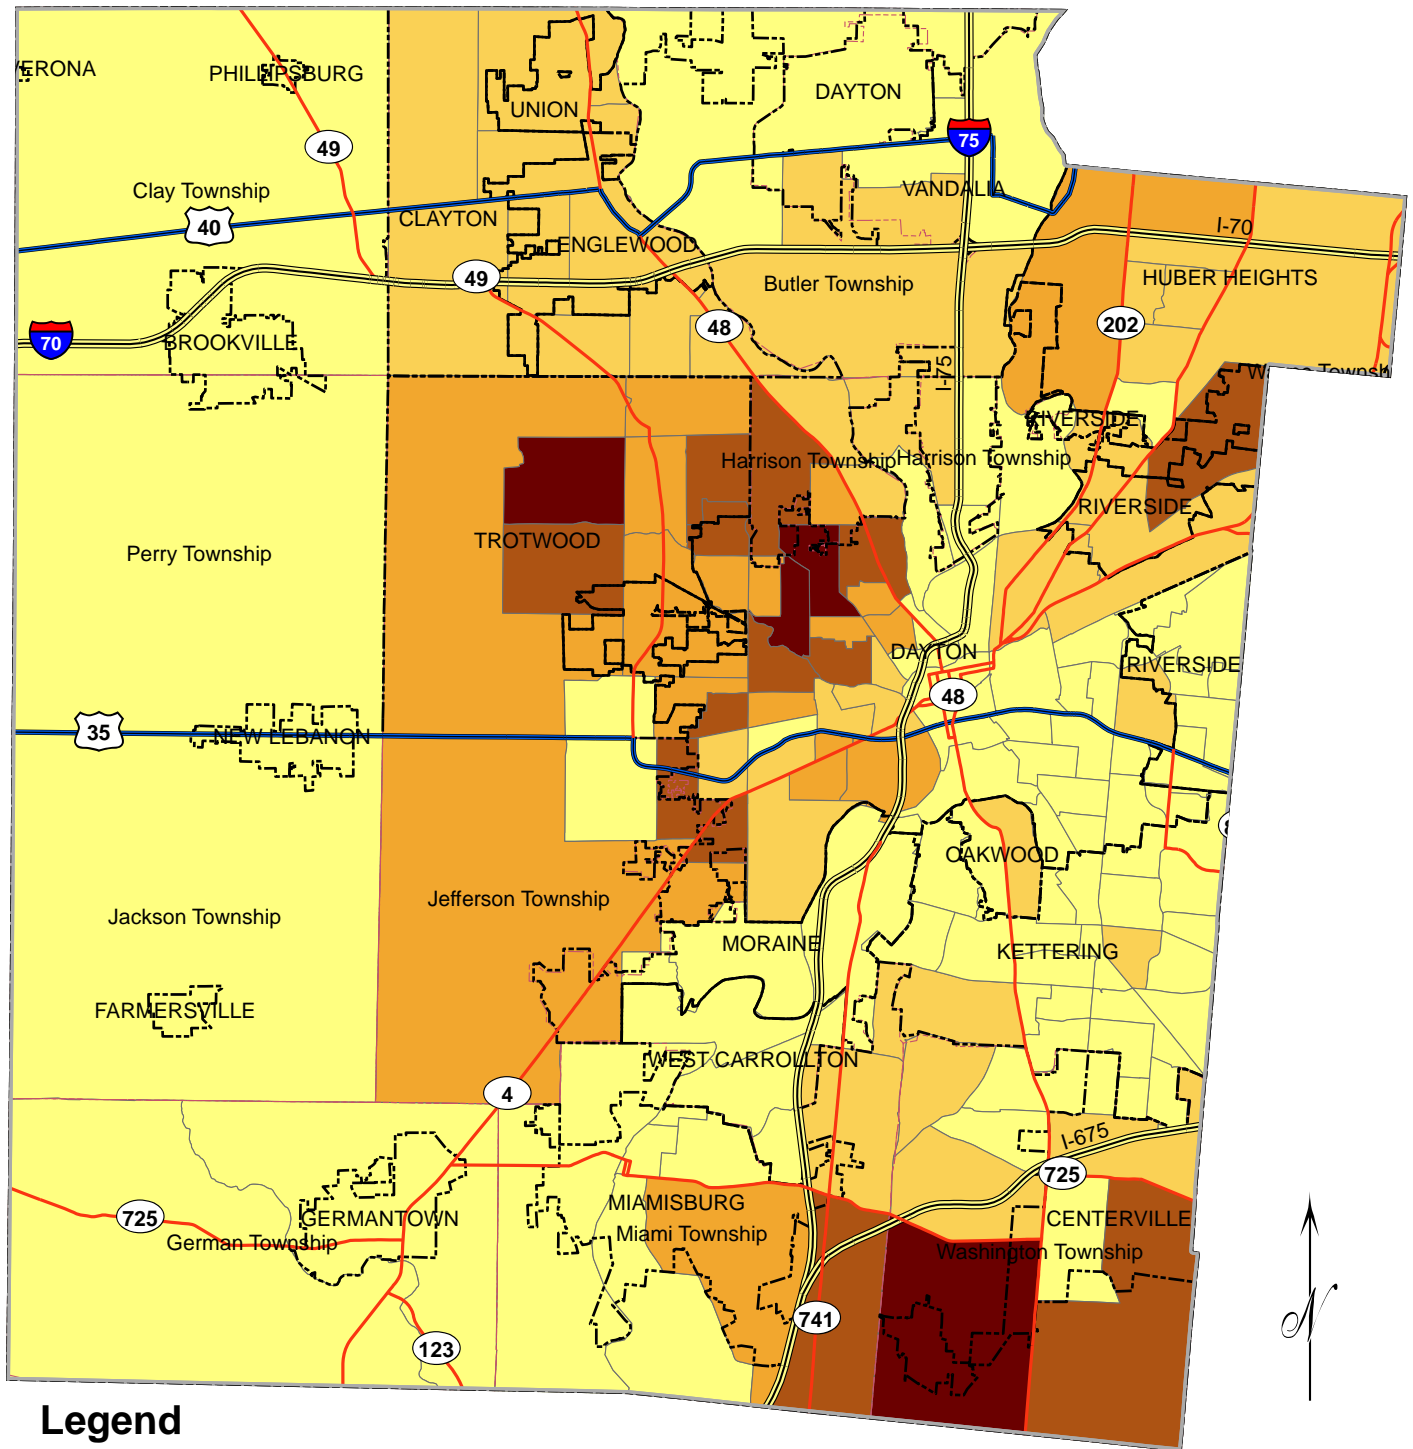 VERONA
PHILLIPSBURG
UNION
DAYTON
75
49
Clay Township
VANDALIA
40
CLAYTON
I-70
ENGLEWOOD
49
Butler Township
HUBER HEIGHTS
48
202
70
BROOKVILLE
I-75
RIVERSIDE
Harrison Township
Harrison Township
RIVERSIDE
TROTWOOD
Perry Township
DAYTON
RIVERSIDE
48
35
NEW LEBANON
OAKWOOD
Jefferson Township
Jackson Township
MORAINE
KETTERING
FARMERSVILLE
WEST CARROLLTON
4
I-675
725
MIAMISBURG
725
GERMANTOWN
CENTERVILLE
Miami Township
German Township
Washington Township
741
N
123
Legend